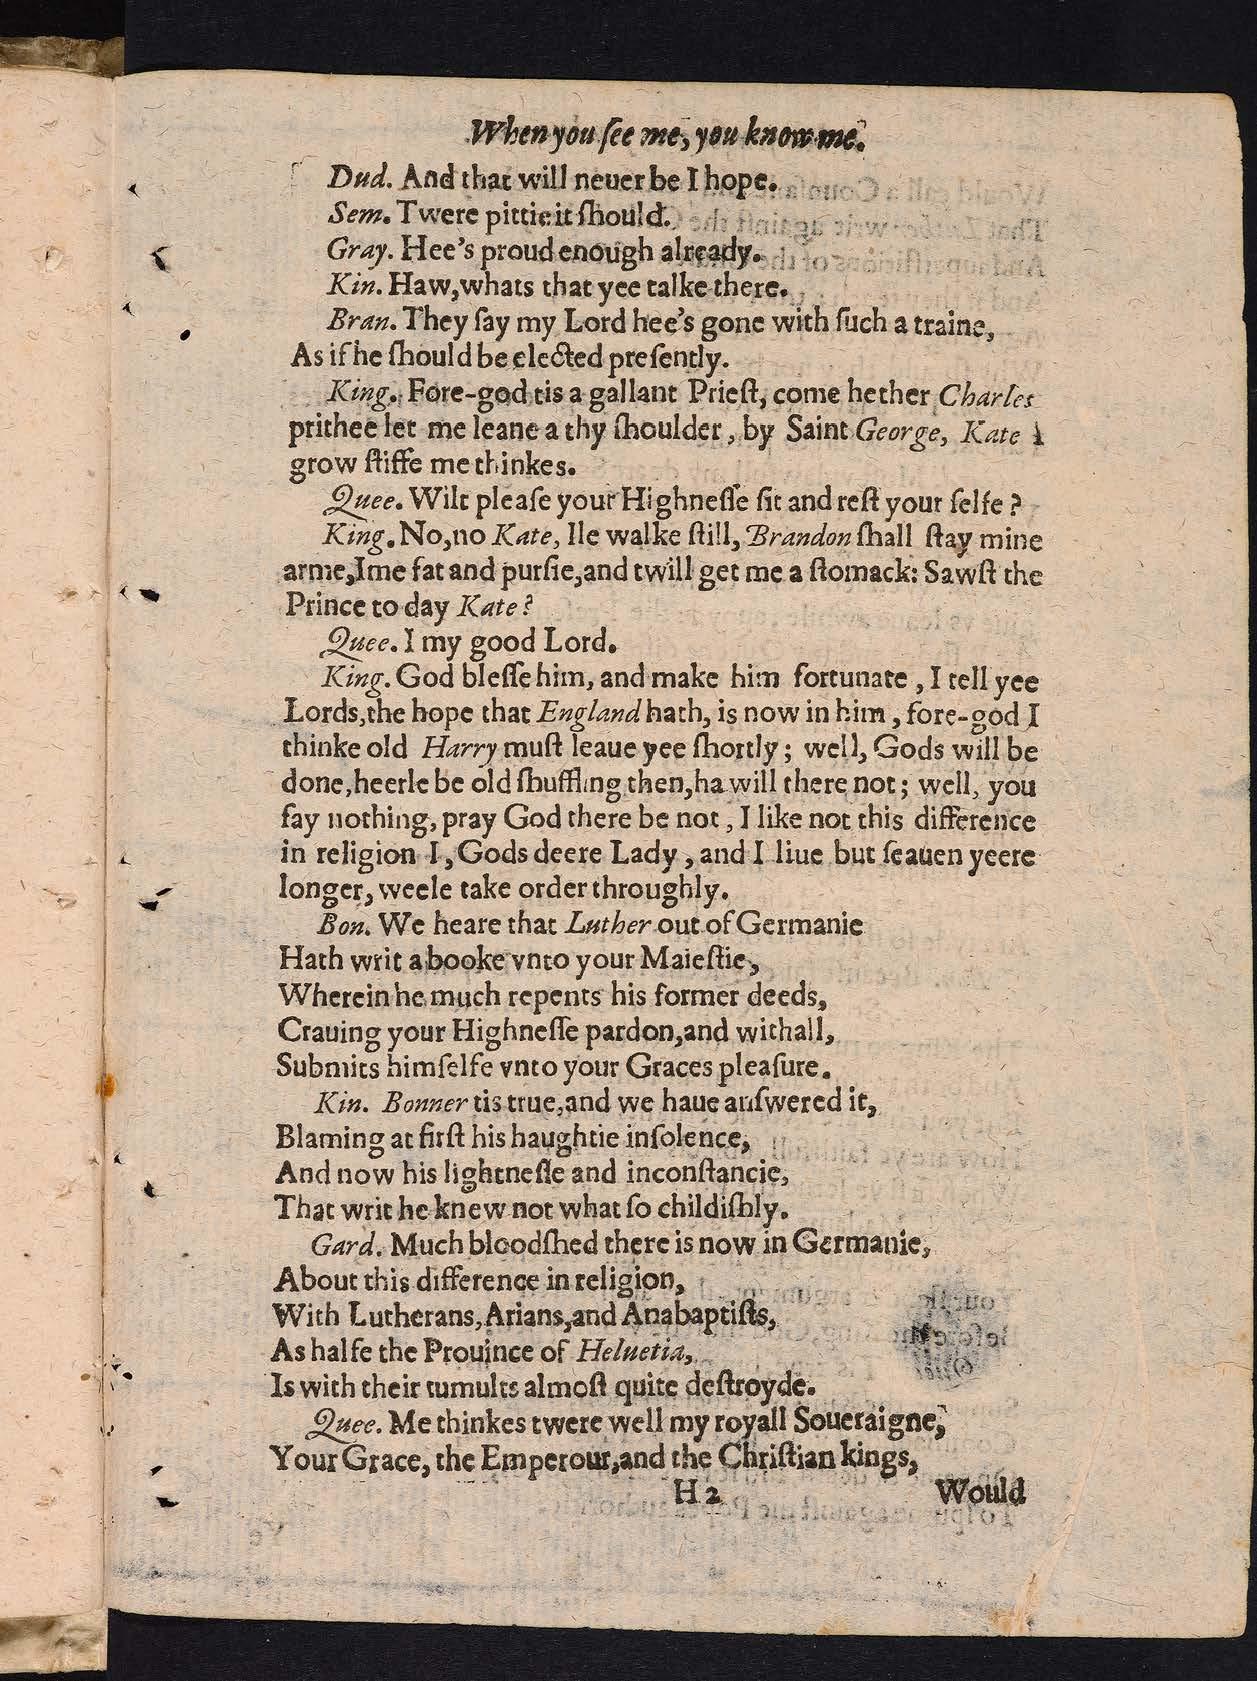 When you ſee me, you know me.
Dud. And that will neuer be I hope.
Sem. Twere pittie it ſhould.
Gray. Hee's proud enough already.
Kin. Haw,whats that yee talke there.
Bran. They ſay my Lord hee's gone with ſuch a traine,
As if he ſhould be elected preſently.
King. Fore-god tis a gallant Prieſt, come hether Charles
prithee let me leane a thy ſhoulder, by Saint George, Kate I
grow ſtiffe me thinkes.
Quee. Wilt pleaſe your Highneſſe ſit and reſt your ſelfe?
King. No,no Kate, Ile walke ſtill, Brandon ſhall ſtay mine
arme,Ime fat and purſie,and twill get me a ſtomack: Sawſt the
Prince to day Kate?
Quee. I my good Lord.
King. God bleſſe him, and make him fortunate, I tell yee
Lords,the hope that England hath, is now in him, fore-god I
thinke old Harry muſt leaue yee ſhortly; well, Gods will be
done,heerle be old ſhuffling then,ha will there not; well, you
ſay nothing, pray God there be not, I like not this difference
in religion I, Gods deere Lady, and I liue but ſeauen yeere
longer, weele take order throughly.
Bon. We heare that Luther out of Germanie
Hath writ a booke vnto your Maieſtie,
Wherein he much repents his former deeds,
Crauing your Highneſſe pardon,and withall,
Submits himſelfe vnto your Graces pleaſure.
Kin. Bonner tis true,and we haue anſwered it,
Blaming at firſt his haughtie inſolence,
And now his lightneſſe and inconſtancie,
That writ he knew not what ſo childiſhly.
Gard. Much bloodſhed there is now in Germanie,
About this difference in religion,
With Lutherans,Arians,and Anabaptiſts,
As halfe the Prouince of Heluetia,
Is with their tumults almoſt quite deſtroyde.
Quee. Me thinkes twere well my royall Soueraigne,
Your Grace, the Emperour,and the Chriſtian kings,
H2 Would